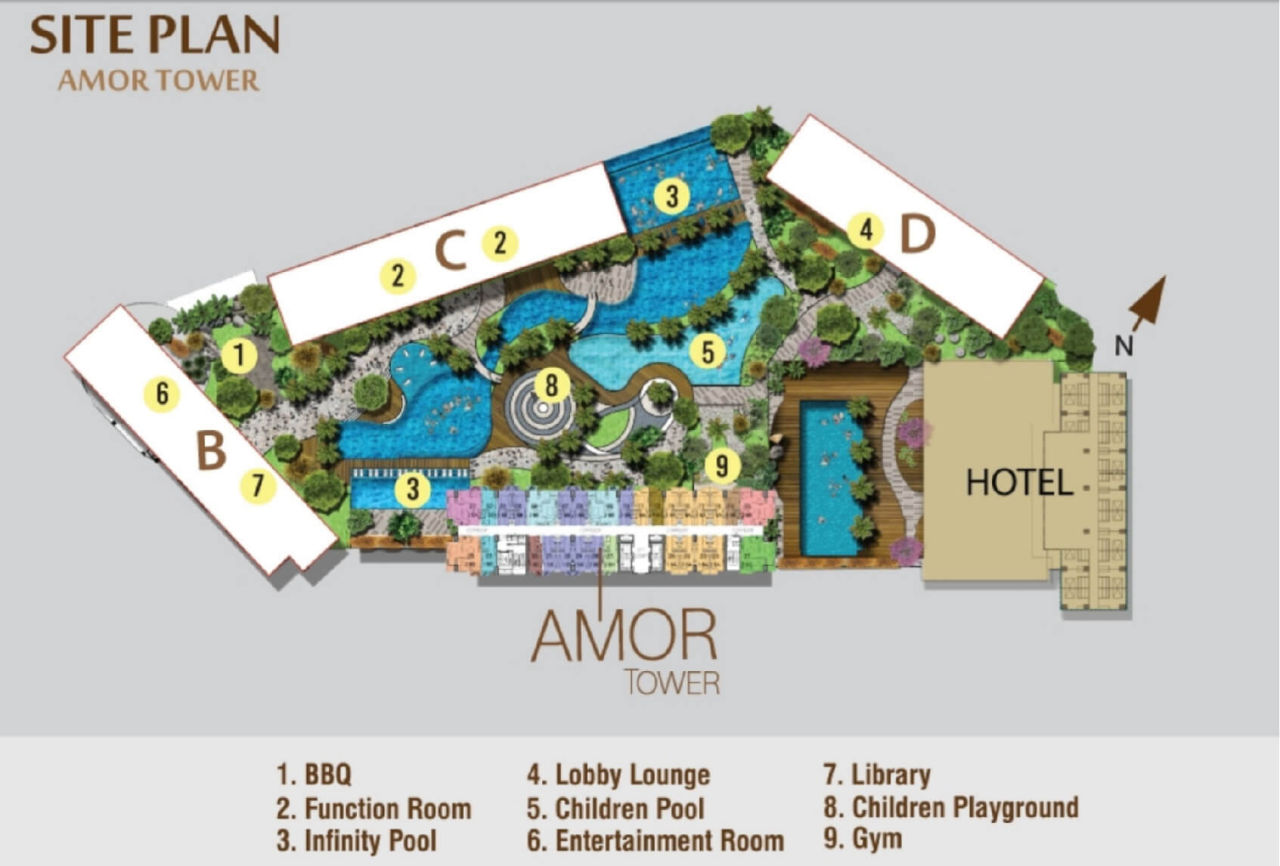 SITE PLAN
AMOR TOWER
3
C
2
2
4
D
1
5
N
6
8
B
7
3
9
HOTEL
AMOR
TOWER
1. BBQ
2. Function Room
3. Infinity Pool
4. Lobby Lounge
5. Children Pool
6. Entertainment Room
7. Library
8. Children Playground
9. Gym